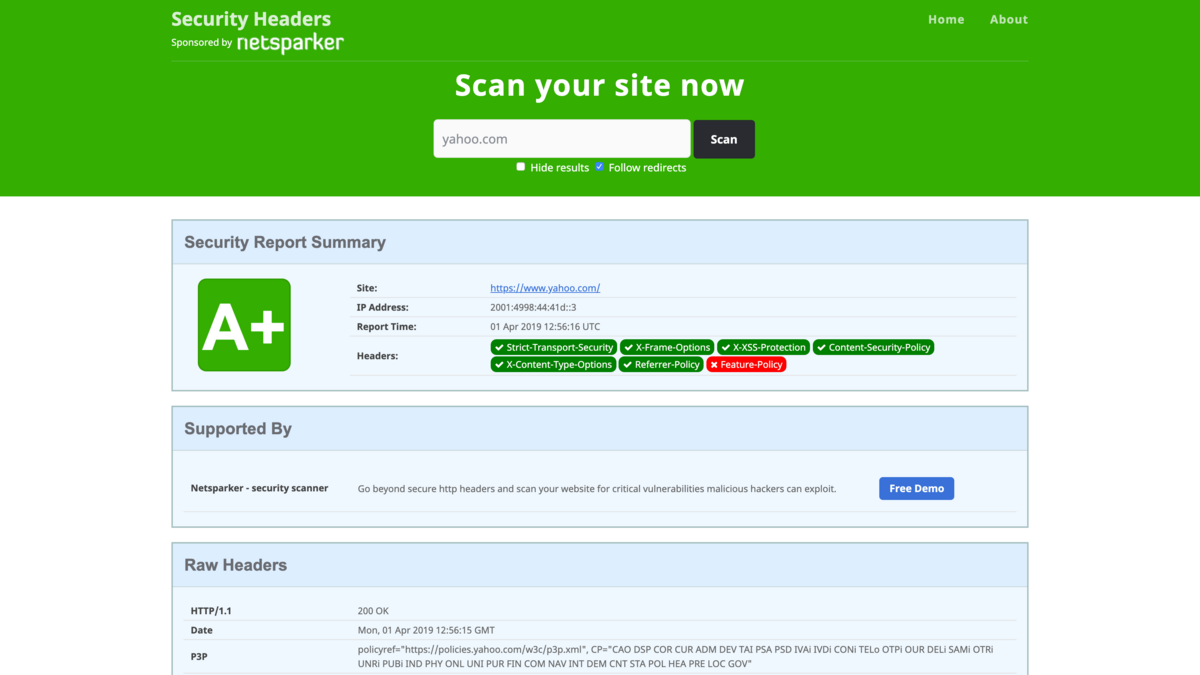 Security Headers
Sponsored by netsparker
Home About
Scan your site now
yahoo.com Scan
Hide results Follow redirects
Security Report Summary
A+
Site: https://www.yahoo.com/
IP Address: 2001:4998:44:41d::3
Report Time: 01 Apr 2019 12:56:16 UTC
Headers: Strict-Transport-Security X-Frame-Options X-XSS-Protection Content-Security-Policy
X-Content-Type-Options Referrer-Policy Feature-Policy
Supported By
Netsparker - security scanner Go beyond secure http headers and scan your website for critical vulnerabilities malicious hackers can exploit. Free Demo
Raw Headers
HTTP/1.1 200 OK
Date Mon, 01 Apr 2019 12:56:15 GMT
P3P policyref="https://policies.yahoo.com/w3c/p3p.xml", CP="CAO DSP COR CUR ADM DEV TAI PSA PSD IVAi IVDi CONi TELo OTPi OUR DELi SAMi OTRi
UNRi PUBi IND PHY ONL UNI PUR FIN COM NAV INT DEM CNT STA POL HEA PRE LOC GOV"